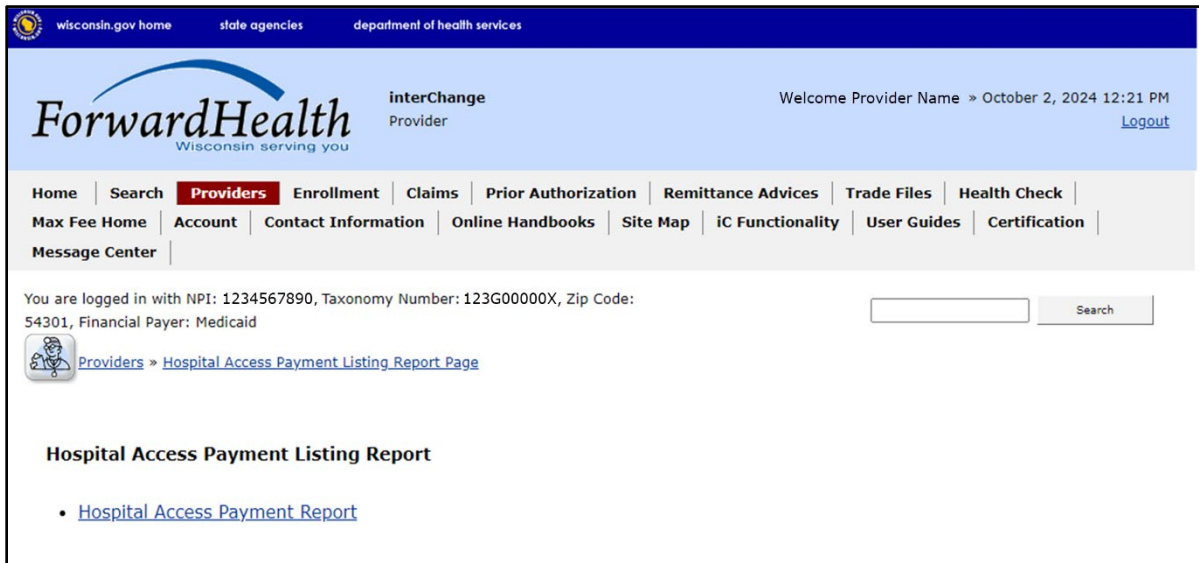 wisconsin.gov home state agencies department of health services
ForwardHealth
Wisconsin serving you
interChange
Provider
Welcome Provider Name » October 2, 2024 12:21 PM
Logout
Home Search Providers Enrollment Claims Prior Authorization Remittance Advices Trade Files Health Check
Max Fee Home Account Contact Information Online Handbooks Site Map iC Functionality User Guides Certification
Message Center
You are logged in with NPI: 1234567890, Taxonomy Number: 123G00000X, Zip Code:
54301, Financial Payer: Medicaid
Search
Providers » Hospital Access Payment Listing Report Page
Hospital Access Payment Listing Report
• Hospital Access Payment Report